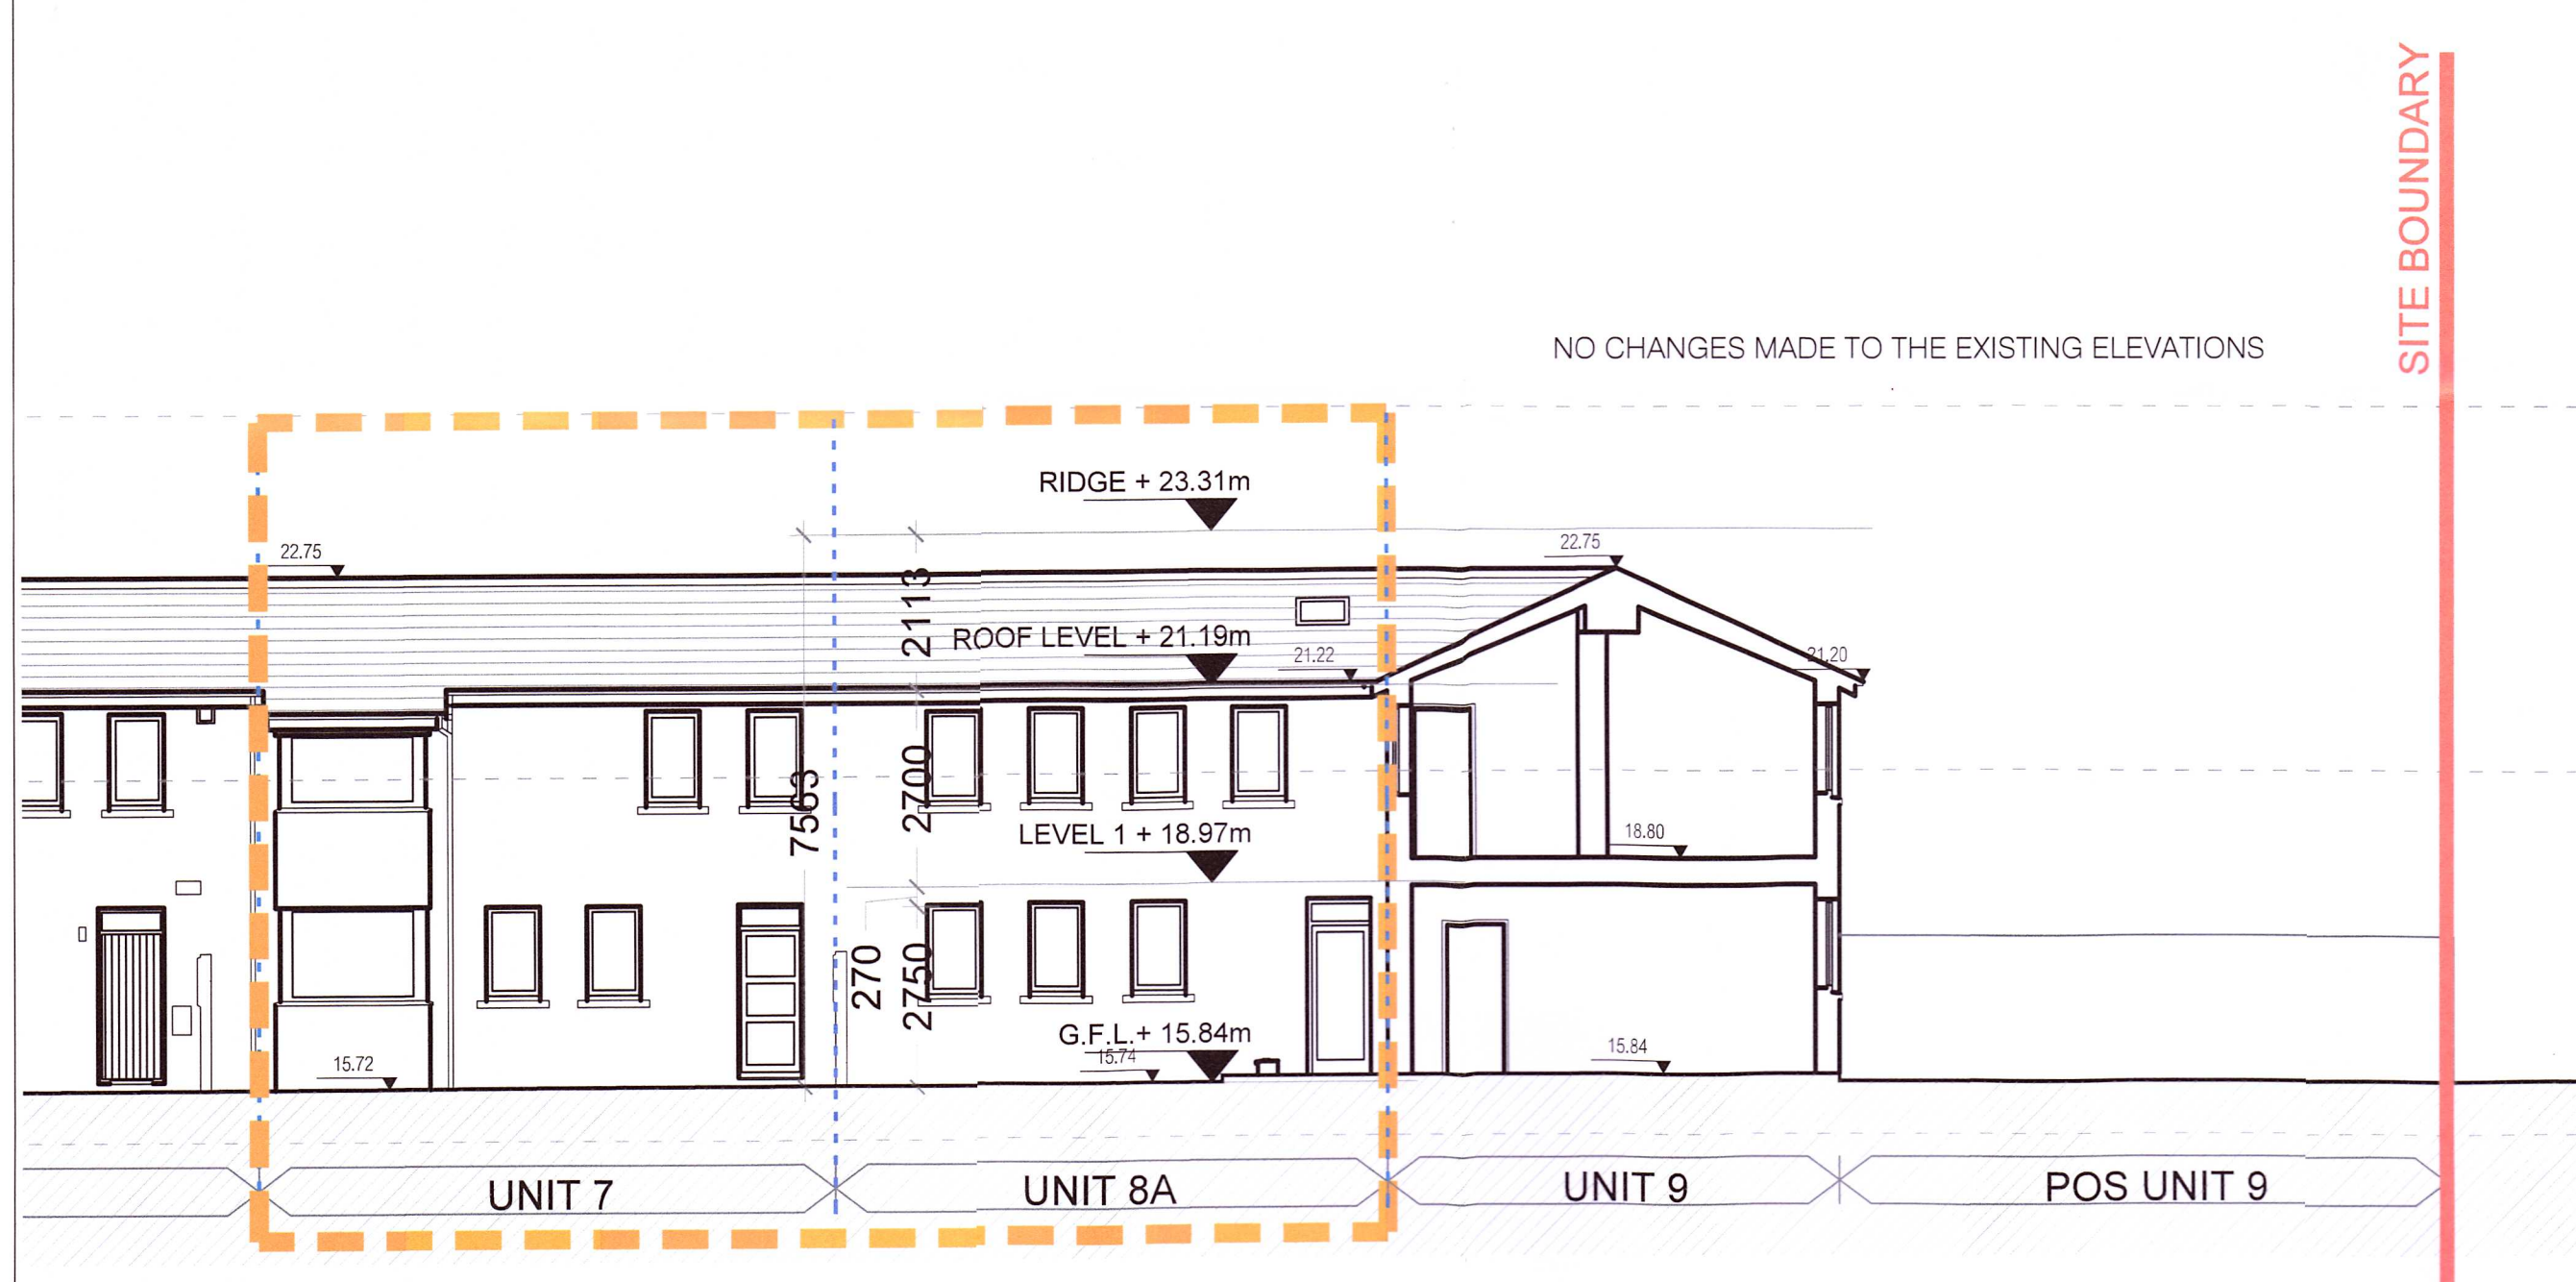 SITE BOUNDARY
NO CHANGES MADE TO THE EXISTING ELEVATIONS
RIDGE + 23.31m
22.75
22.75
2113
ROOF LEVEL + 21.19m
21.22
21.20
7563
2700
LEVEL 1 + 18.97m
18.80
270
2750
G.F.L.+ 15.84m
15.74
15.72
15.84
UNIT 7
UNIT 8A
UNIT 9
POS UNIT 9